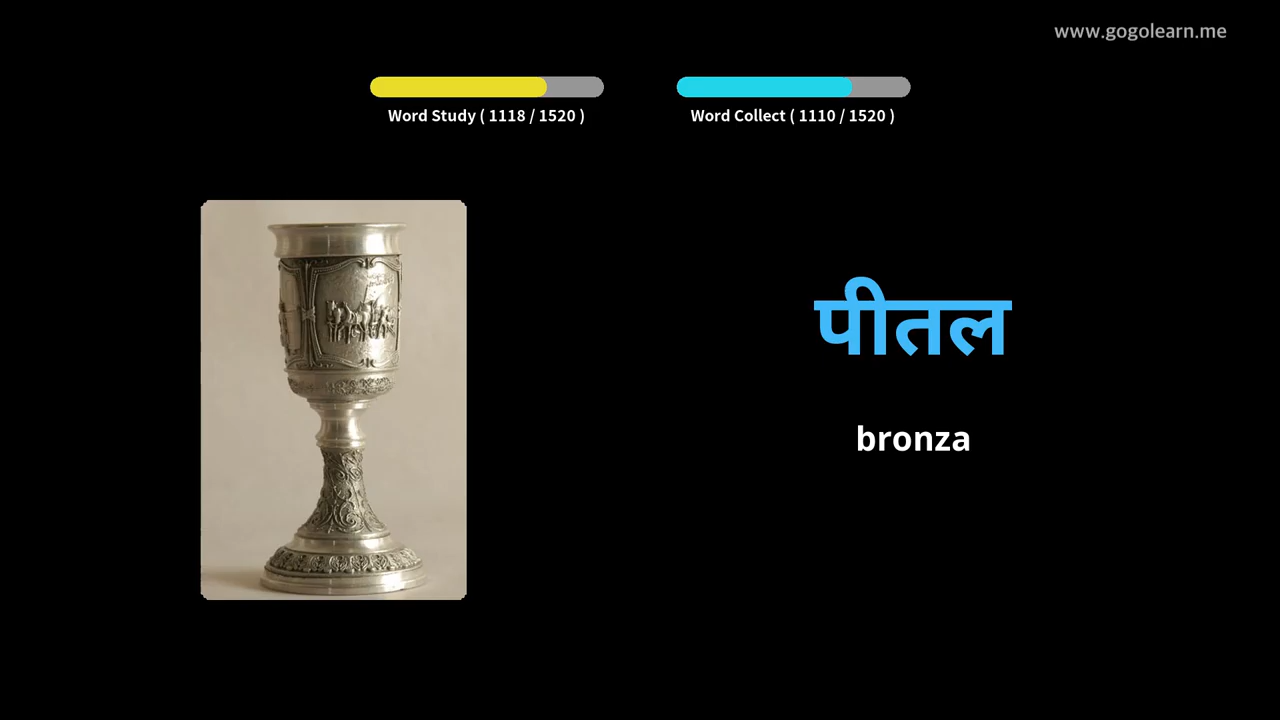 www.gogolearn.me
Word Study ( 1118 / 1520 )
Word Collect ( 1110 / 1520 )
पीतल
bronza